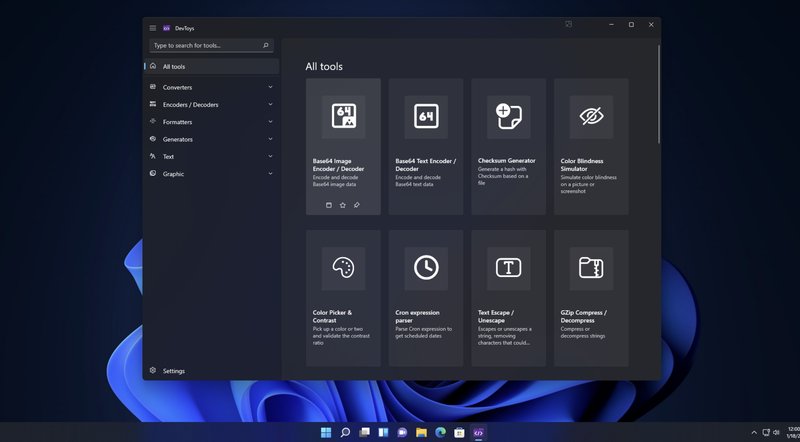 DevToys
Type to search for tools...
All tools
Converters
Encoders / Decoders
Formatters
Generators
Text
Graphic
Settings
All tools
64
Base64 Image
Encoder / Decoder
Encode and decode
Base64 image data
64
Base64 Text Encoder /
Decoder
Encode and decode
Base64 text data
Checksum Generator
Generate a hash with
Checksum based on a
file
Color Blindness
Simulator
Simulate color blindness
on a picture or
screenshot
Color Picker &
Contrast
Pick up a color or two
and validate the contrast
ratio
Cron expression
parser
Parse Cron expression to
get scheduled dates
T
Text Escape /
Unescape
Escapes or unescapes a
string, removing
characters that could...
GZip Compress /
Decompress
Compress or
decompress strings
12:00
1/18/2